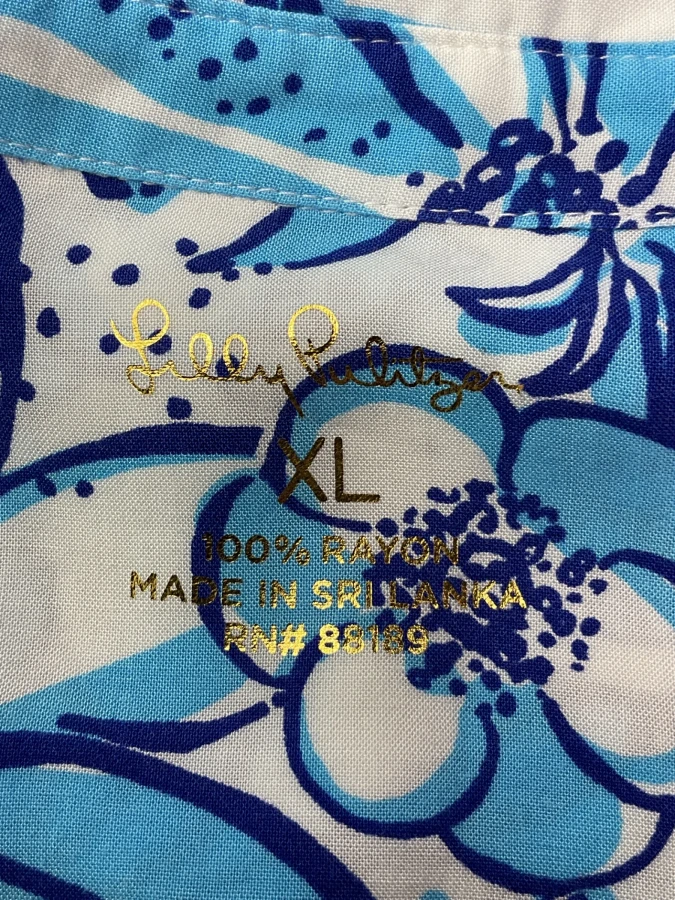 Lilly Pulitzer
XL
100% RAYON
MADE IN SRI LANKA
RN# 88189